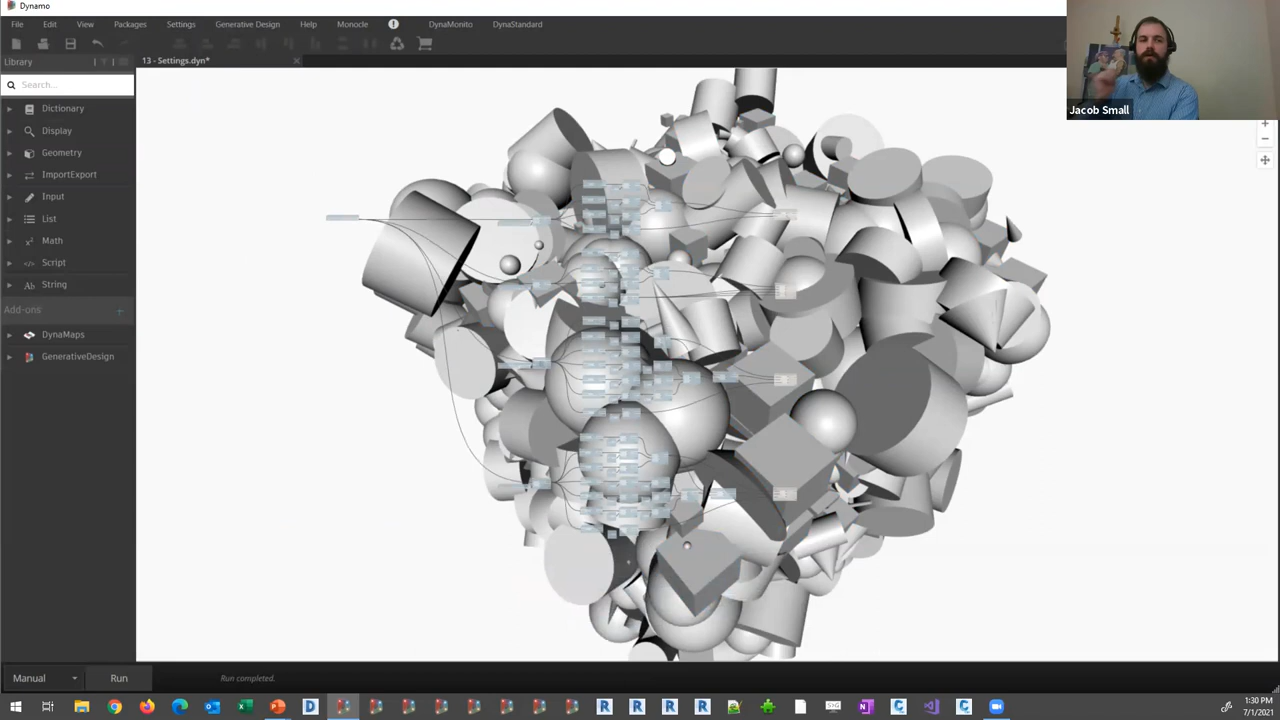 Dynamo
File Edit View Packages Settings Generative Design Help Monocle DynaMonito DynaStandard
Library
13 - Settings.dyn*
Search...
Dictionary
Display
Geometry
ImportExport
Input
List
Math
Script
String
Add-ons
DynaMaps
GenerativeDesign
Jacob Small
Manual Run Run completed.
1:30 PM
7/1/2021